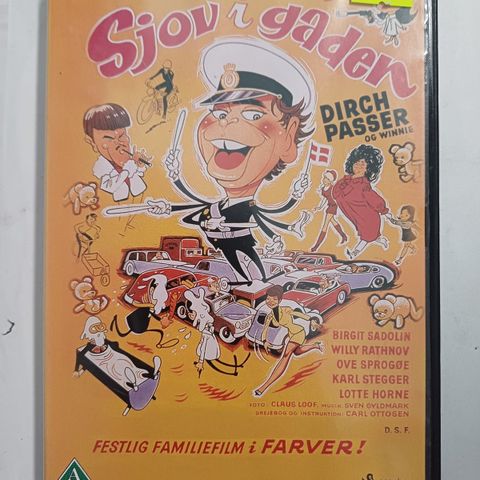 Sjov i gaden
DIRCH
PASSER
OG WINNIE
BIRGIT SADOLIN
WILLY RATHNOV
OVE SPROGØE
KARL STEGGER
LOTTE HORNE
FOTO: CLAUS LOOF. MUSIK: SVEN GYLDMARK
DREJEBOG OG INSTRUKTION: CARL OTTOSEN
D. S. F.
FESTLIG FAMILIEFILM i FARVER!
A